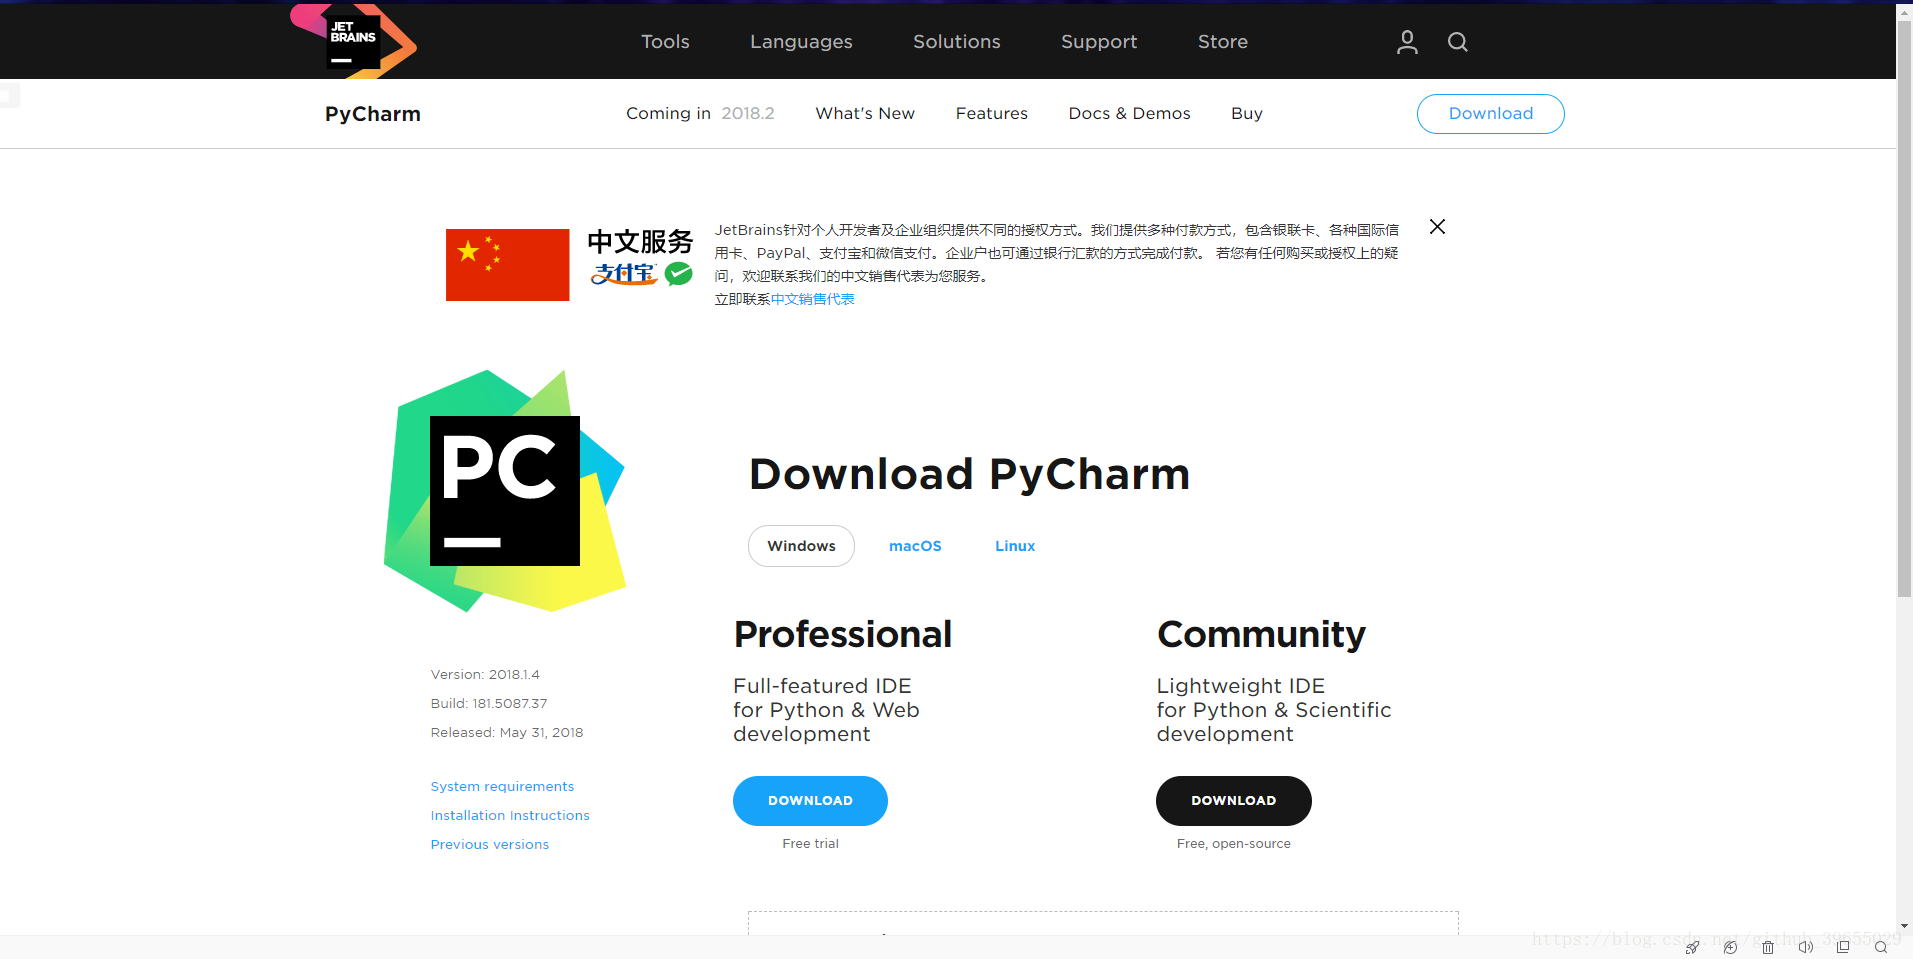 JET
BRAINS
Tools
Languages
Solutions
Support
Store
PyCharm
Coming in 2018.2
What's New
Features
Docs & Demos
Buy
Download
中文服务
支付宝
JetBrains针对个人开发者及企业组织提供不同的授权方式。我们提供多种付款方式，包含银联卡、各种国际信
用卡、PayPal、支付宝和微信支付。企业户也可通过银行汇款的方式完成付款。 若您有任何购买或授权上的疑
问，欢迎联系我们的中文销售代表为您服务。
立即联系中文销售代表
PC
Download PyCharm
Windows
macOS
Linux
Professional
Full-featured IDE
for Python & Web
development
DOWNLOAD
Free trial
Community
Lightweight IDE
for Python & Scientific
development
DOWNLOAD
Free, open-source
Version: 2018.1.4
Build: 181.5087.37
Released: May 31, 2018
System requirements
Installation Instructions
Previous versions
https://blog.csdn.net/github_39655029